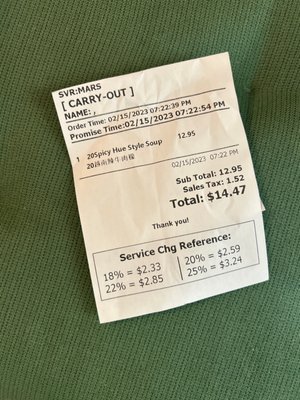 SVR:MARS
[ CARRY-OUT ]
NAME: ,
Order Time: 02/15/2023 07:22:39 PM
Promise Time:02/15/2023 07:22:54 PM
1 20Spicy Hue Style Soup 12.95
20越南辣牛肉檬
02/15/2023 07:22 PM
Sub Total: 12.95
Sales Tax: 1.52
Total: $14.47
Thank you!
Service Chg Reference:
18% = $2.33 20% = $2.59
22% = $2.85 25% = $3.24